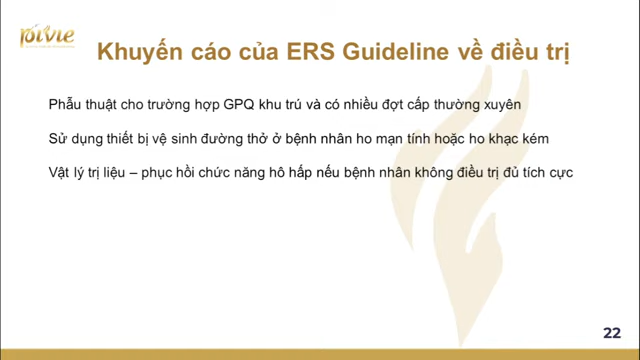 pivie
Khuyến cáo của ERS Guideline về điều trị
Phẫu thuật cho trường hợp GPQ khu trú và có nhiều đợt cấp thường xuyên
Sử dụng thiết bị vệ sinh đường thở ở bệnh nhân ho mạn tính hoặc ho khạc kém
Vật lý trị liệu – phục hồi chức năng hô hấp nếu bệnh nhân không điều trị đủ tích cực
22